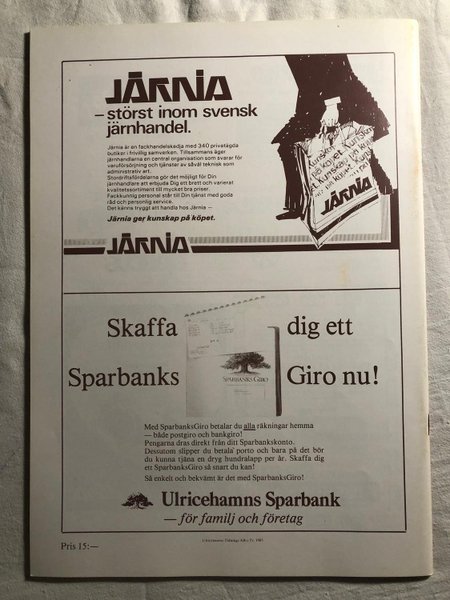 JÄRNIA
– störst inom svensk
järnhandel.
Järnia är en fackhandelskedja med 340 privatägda
butiker i frivillig samverken. Tillsammans äger
järnhandlarna en central organisation som svarar för
varuförsörjning och tjänster av såväl teknisk som
administrativ art.
Stordriftsfördelarna gör det möjligt för Din
järnhandlare att erbjuda Dig ett brett och varierat
kvalitetssortiment till mycket bra priser.
Fackkunnig personal står till Din tjänst med goda
råd och personlig service.
Det känns tryggt att handla hos Järnia —
Järnia ger kunskap på köpet.
JÄRNIA
JÄRNIA
Skaffa dig ett
Sparbanks Giro nu!
SPARBANKS GIRO
Med SparbanksGiro betalar du alla räkningar hemma
— både postgiro och bankgiro!
Pengarna dras direkt från ditt Sparbankskonto.
Dessutom slipper du betala porto och bara på det bör
du kunna tjäna en dryg hundralapp per år. Skaffa dig
ett SparbanksGiro så snart du kan!
Så enkelt och bekvämt är det med SparbanksGiro!
Ulricehamns Sparbank
— för familj och företag
Pris 15:—